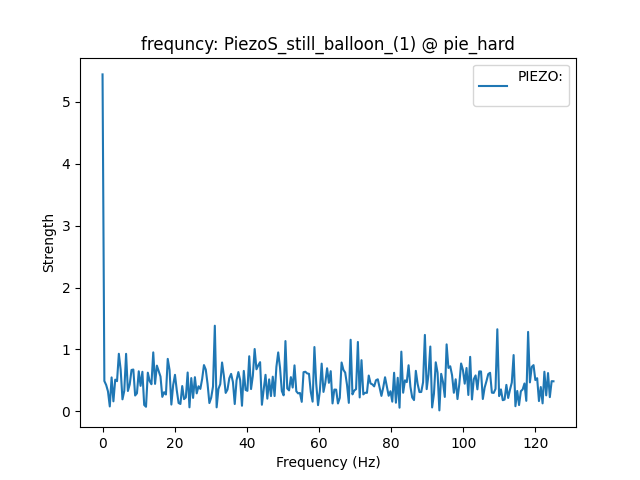 frequncy: PiezoS_still_balloon_(1) @ pie_hard
PIEZO:
5
4
3
2
1
0
Strength
0 20 40 60 80 100 120
Frequency (Hz)